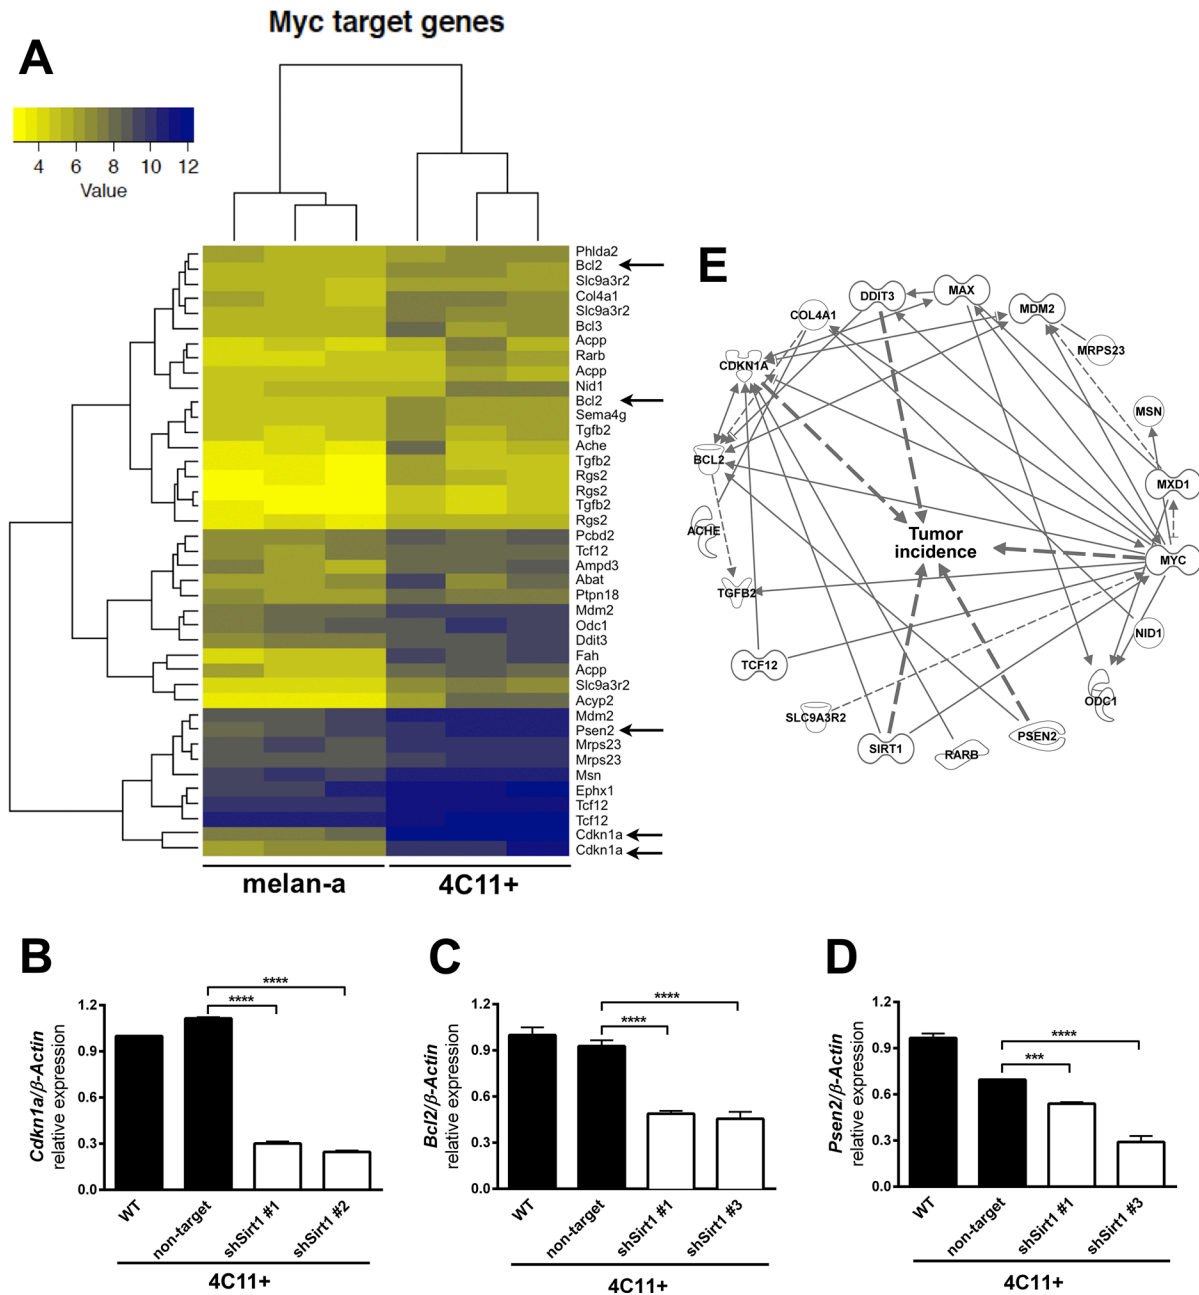 Myc target genes
A
4 6 8 10 12
Value
Phlda2
Bcl2
Slc9a3r2
Col4a1
Slc9a3r2
Bcl3
Acpp
Rarb
Acpp
Nid1
Bcl2
Sema4g
Tgfb2
Ache
Tgfb2
Rgs2
Rgs2
Tgfb2
Rgs2
Pcbd2
Tcf12
Ampd3
Abat
Ptpn18
Mdm2
Odc1
Ddit3
Fah
Acpp
Slc9a3r2
Acyp2
Mdm2
Psen2
Mrps23
Mrps23
Msn
Ephx1
Tcf12
Tcf12
Cdkn1a
Cdkn1a
melan-a 4C11+
E
DDIT3
MAX
MDM2
COL4A1
MRPS23
CDKN1A
MSN
BCL2
MXD1
ACHE
Tumor
incidence
MYC
TGFB2
NID1
TCF12
ODC1
SLC9A3R2
SIRT1
RARB
PSEN2
B
Cdkn1a/β-Actin
relative expression
1.2
0.9
0.6
0.3
0.0
****
****
WT
non-target
shSirt1 #1
shSirt1 #2
4C11+
C
Bcl2/β-Actin
relative expression
1.2
0.9
0.6
0.3
0.0
****
****
WT
non-target
shSirt1 #1
shSirt1 #3
4C11+
D
Psen2/β-Actin
relative expression
1.2
0.9
0.6
0.3
0.0
****
***
WT
non-target
shSirt1 #1
shSirt1 #3
4C11+